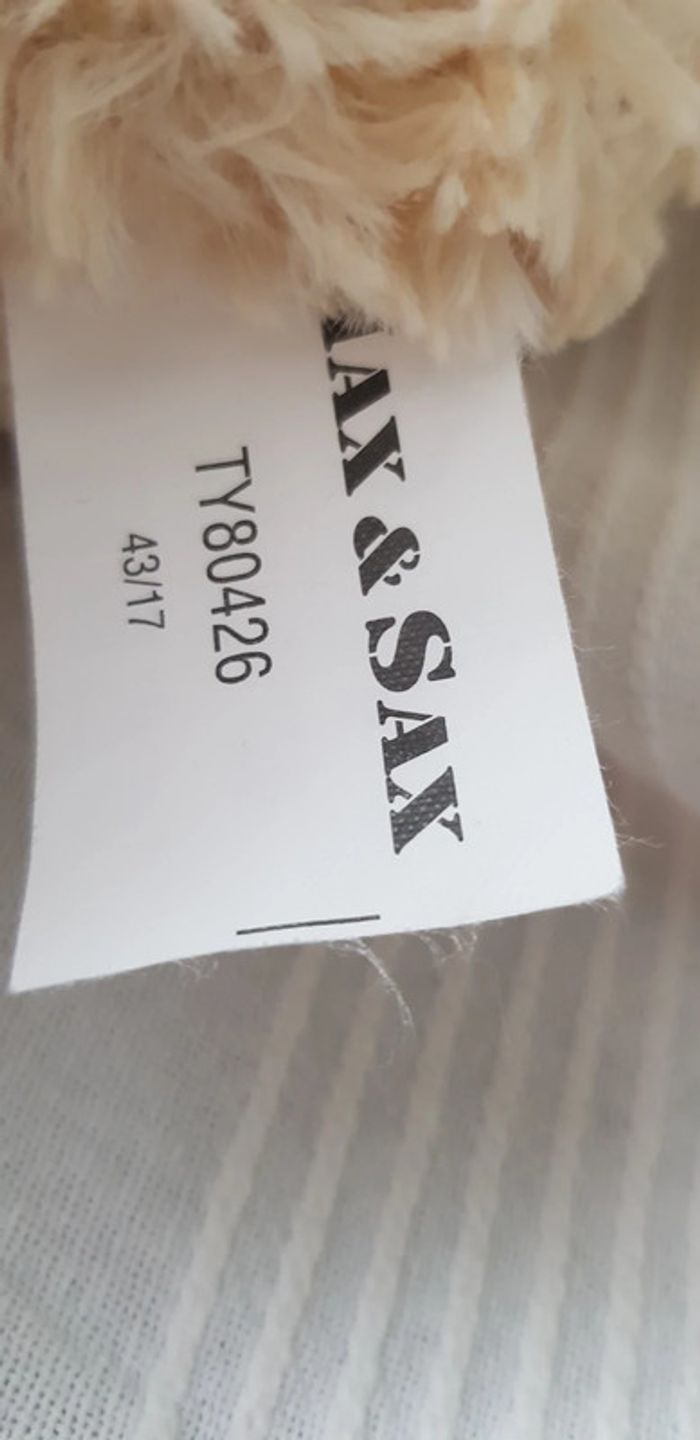 AX & SAX
TY80426
43/17